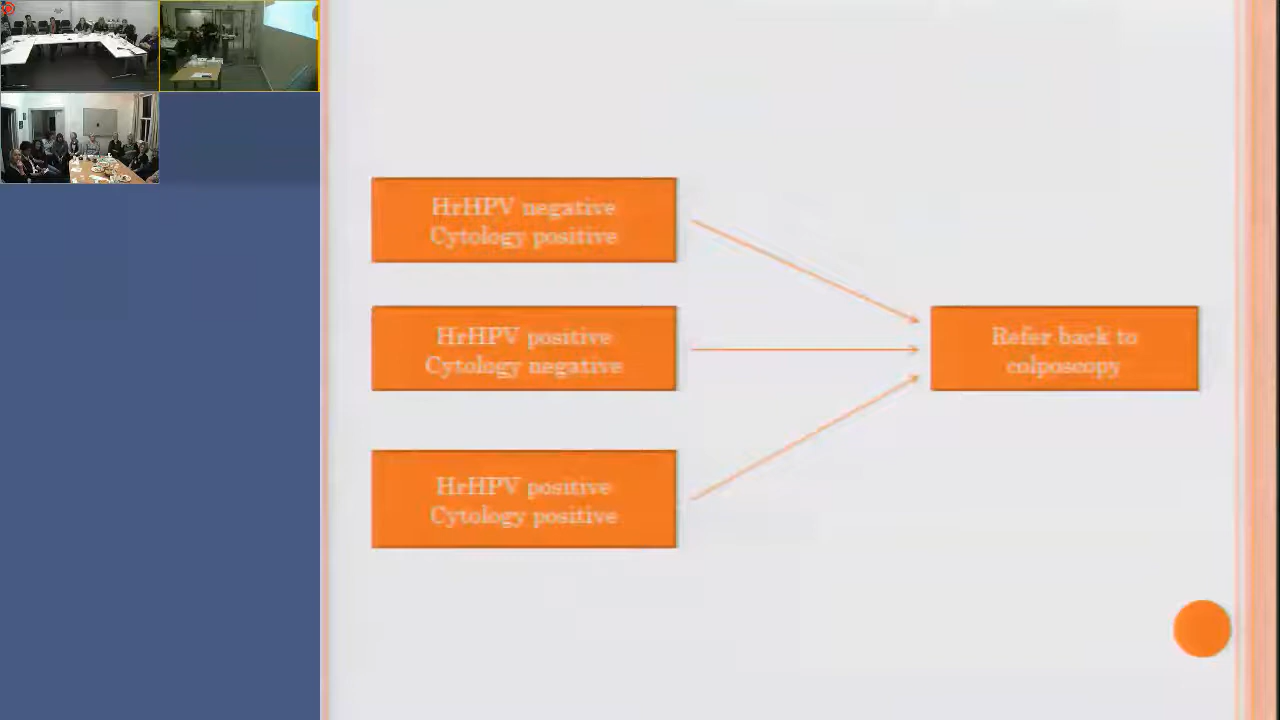 HrHPV negative
Cytology positive
HrHPV positive
Cytology negative
Refer back to
colposcopy
HrHPV positive
Cytology positive